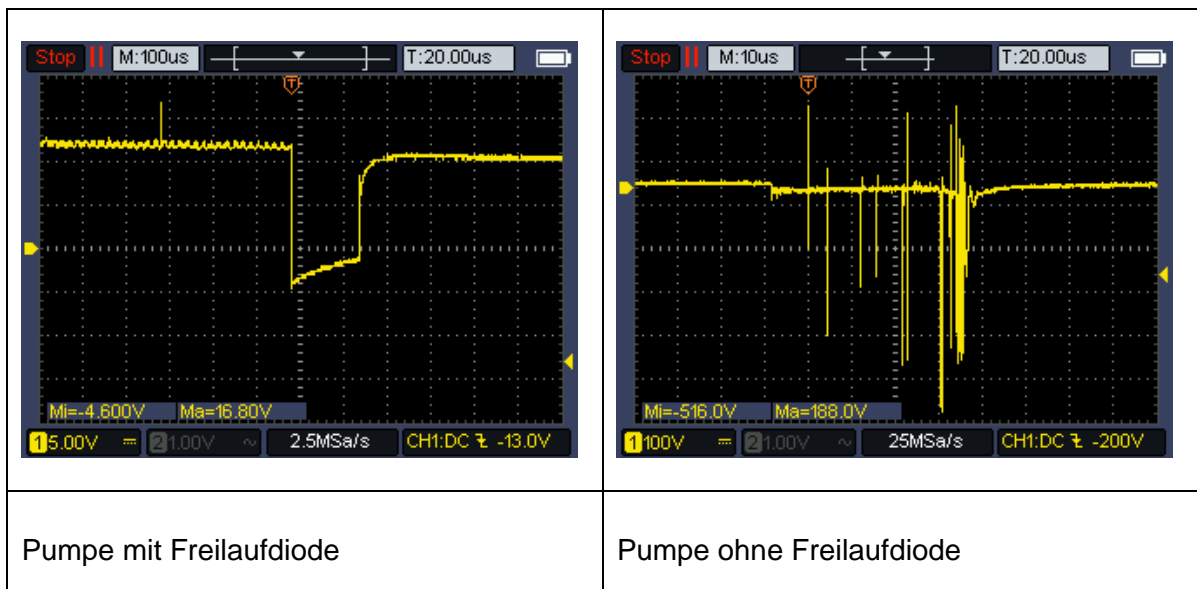 Stop M:100us T T:20.00us
T
Mi=-4.600V Ma=16.80V
1 5.00V 2 1.00V ~ 2.5MSa/s CH1:DC -13.0V
Stop M:10us T:20.00us
T
Mi=-516.0V Ma=188.0V
1 100V 2 1.00V ~ 25MSa/s CH1:DC -200V
Pumpe mit Freilaufdiode
Pumpe ohne Freilaufdiode